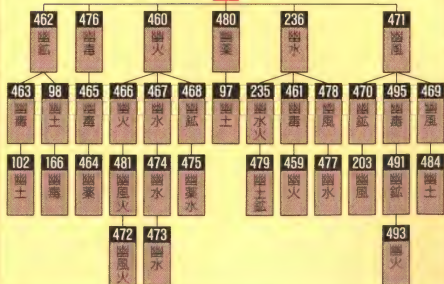 462 476 460 480 236 471
幽鉱 幽毒 幽火 幽薬 幽水 幽風
463 98 465 466 467 468 97 235 461 478 470 495 469
幽毒 幽土 幽毒 幽火 幽水 幽鉱 幽土 幽水火 幽毒 幽風 幽鉱 幽毒 幽風
102 166 464 481 474 475 479 459 477 203 491 484
幽土 幽毒 幽薬 幽風火 幽水 幽薬水 幽土鉱 幽火 幽水 幽風 幽鉱 幽土
472 473 493
幽風火 幽水 幽火